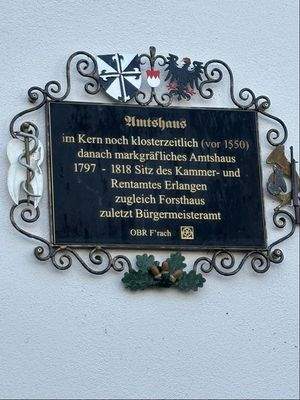 Amtshaus
im Kern noch klosterzeitlich (vor 1550)
danach markgräfliches Amtshaus
1797 - 1818 Sitz des Kammer- und
Rentamtes Erlangen
zugleich Forsthaus
zuletzt Bürgermeisteramt
OBR F'rach